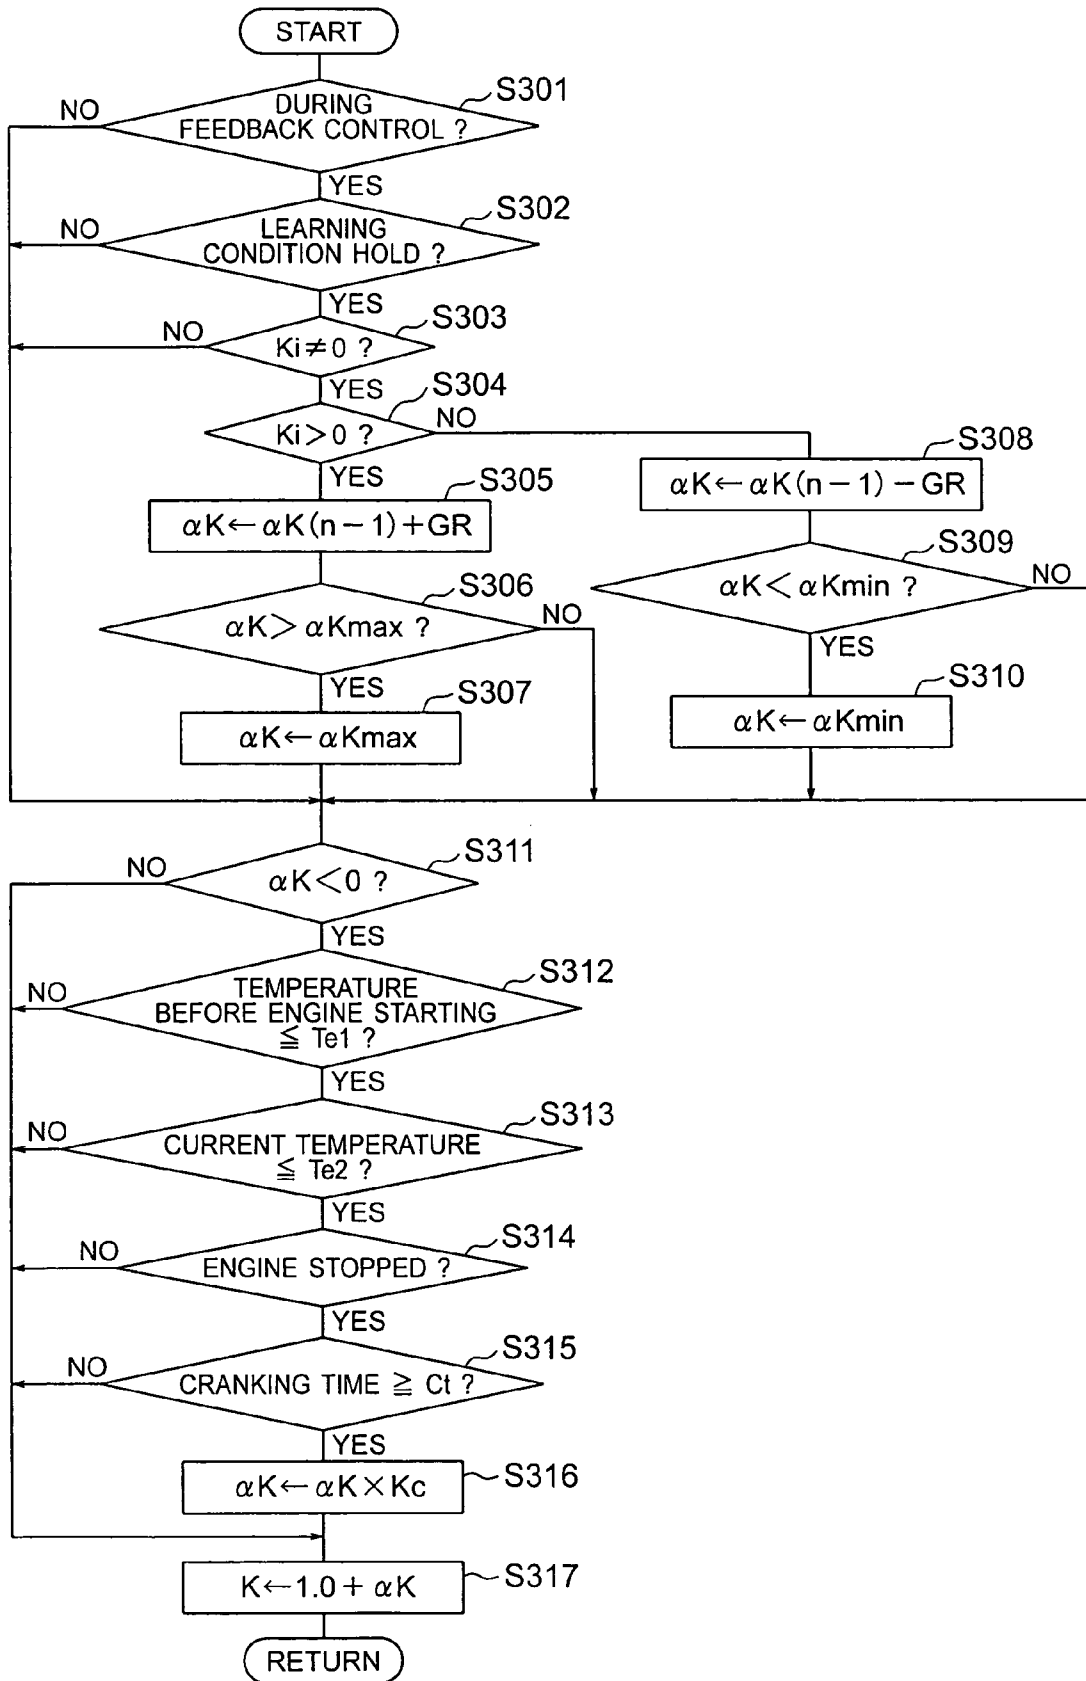 START
S301
DURING
FEEDBACK CONTROL ?
NO
YES
S302
LEARNING
CONDITION HOLD ?
NO
YES
S303
Ki≠0 ?
NO
YES
S304
Ki>0 ?
NO
YES
S305
αK←αK(n−1)+GR
S306
αK>αKmax ?
NO
YES
S307
αK←αKmax
S308
αK←αK(n−1)−GR
S309
αK<αKmin ?
NO
YES
S310
αK←αKmin
S311
αK<0 ?
NO
YES
S312
TEMPERATURE
BEFORE ENGINE STARTING
≦ Te1 ?
NO
YES
S313
CURRENT TEMPERATURE
≦ Te2 ?
NO
YES
S314
ENGINE STOPPED ?
NO
YES
S315
CRANKING TIME ≧ Ct ?
NO
YES
S316
αK←αK×Kc
S317
K←1.0+αK
RETURN